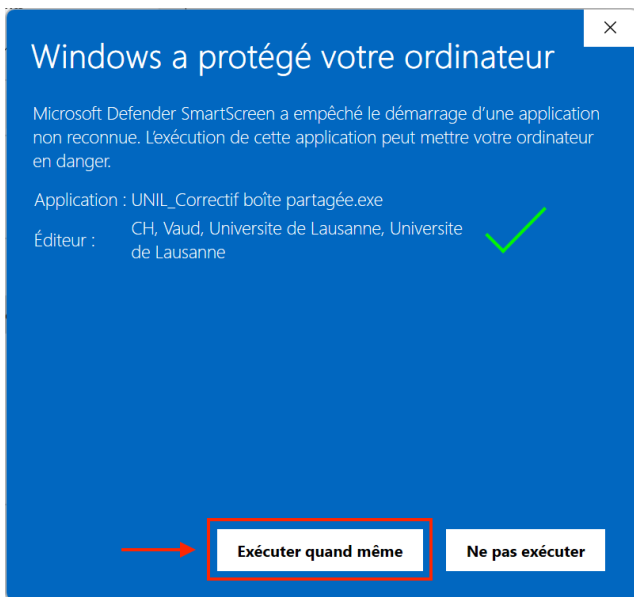 Windows a protégé votre ordinateur
Microsoft Defender SmartScreen a empêché le démarrage d'une application
non reconnue. L'exécution de cette application peut mettre votre ordinateur
en danger.
Application : UNIL_Correctif boîte partagée.exe
Éditeur : CH, Vaud, Universite de Lausanne, Universite
de Lausanne
Exécuter quand même Ne pas exécuter